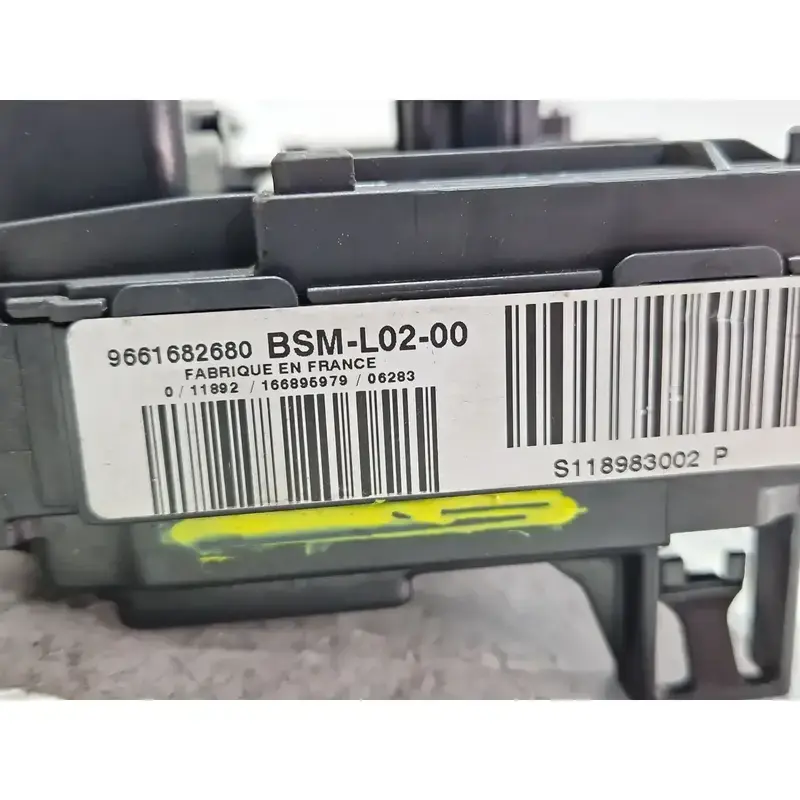 9661682680 BSM-L02-00
FABRIQUE EN FRANCE
0 / 11892 / 166895979 / 06283
S118983002 P